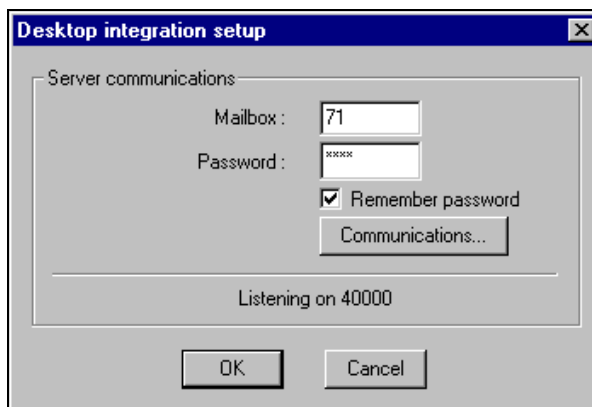 Desktop integration setup
Server communications
Mailbox :
71
Password :
××××
Remember password
Communications...
Listening on 40000
OK
Cancel